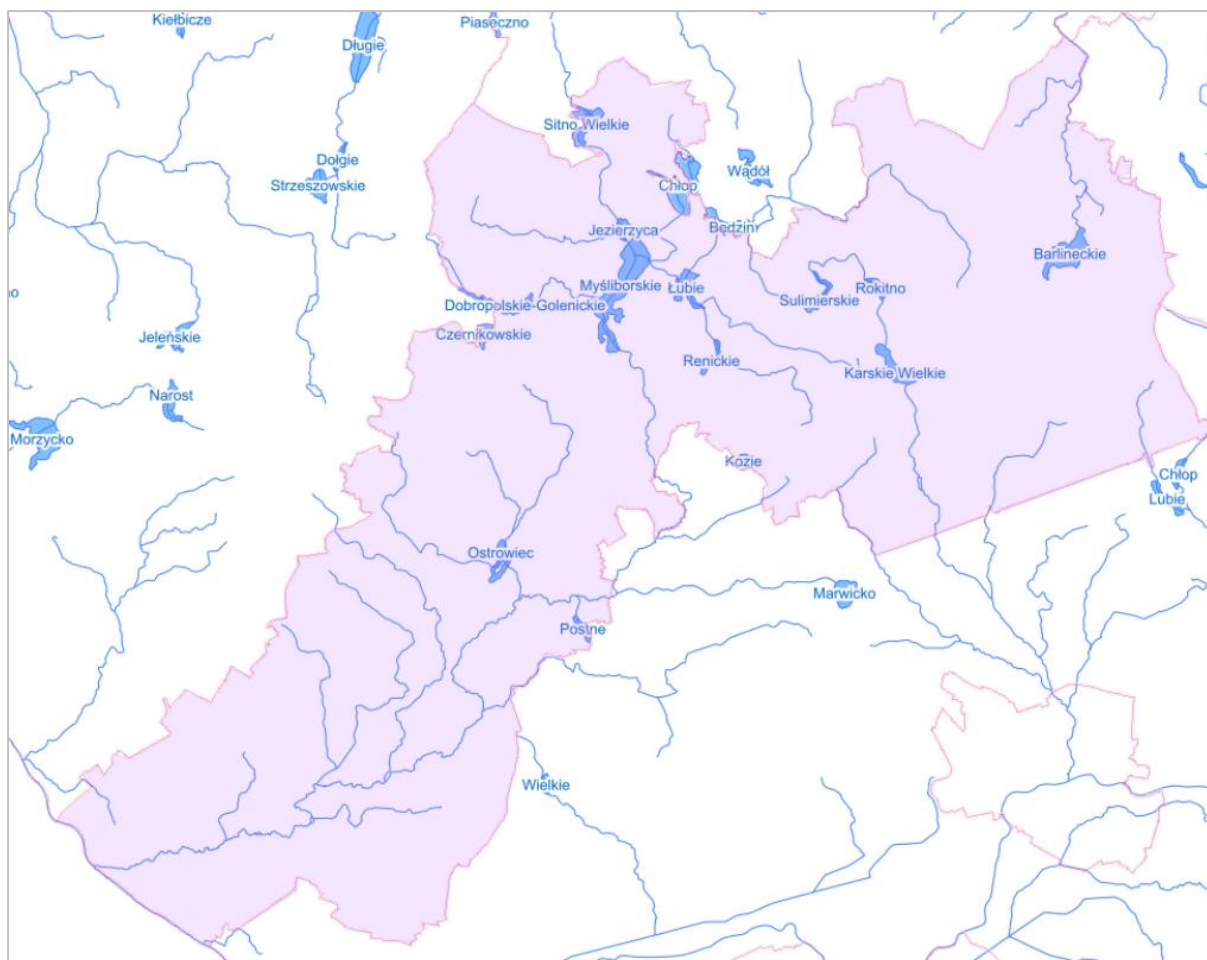 Kiełbicze
Piaseczno
Długie
Sitno Wielkie
Dołgie
Strzeszowskie
Wądół
Chłop
Będzin
Jezierzyca
Barlineckie
Myśliborskie
Łubie
Rokitno
Sulimierskie
o
Dobropolskie-Golenickie
Czernikowskie
Jeleńskie
Renickie
Karskie Wielkie
Narost
Morzycko
Kozie
Chłop
Lubie
Ostrowiec
Marwicko
Postne
Wielkie